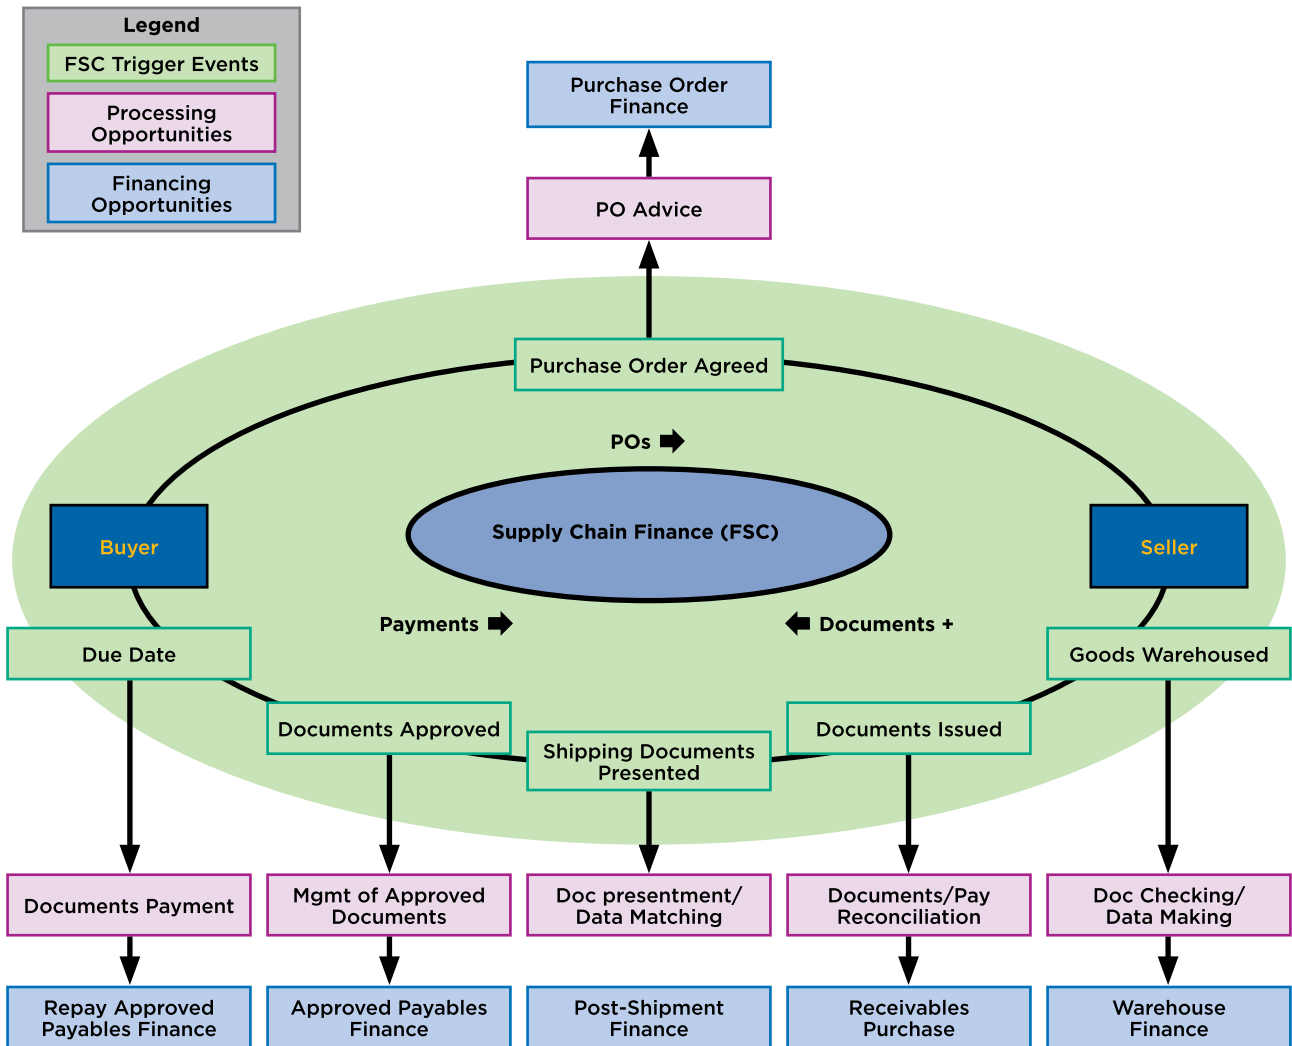 Legend
FSC Trigger Events
Processing
Opportunities
Financing
Opportunities
Purchase Order
Finance
PO Advice
Purchase Order Agreed
POs
Supply Chain Finance (FSC)
Buyer
Seller
Payments
Documents +
Due Date
Goods Warehoused
Documents Approved
Shipping Documents
Presented
Documents Issued
Documents Payment
Mgmt of Approved
Documents
Doc presentment/
Data Matching
Documents/Pay
Reconciliation
Doc Checking/
Data Making
Repay Approved
Payables Finance
Approved Payables
Finance
Post-Shipment
Finance
Receivables
Purchase
Warehouse
Finance